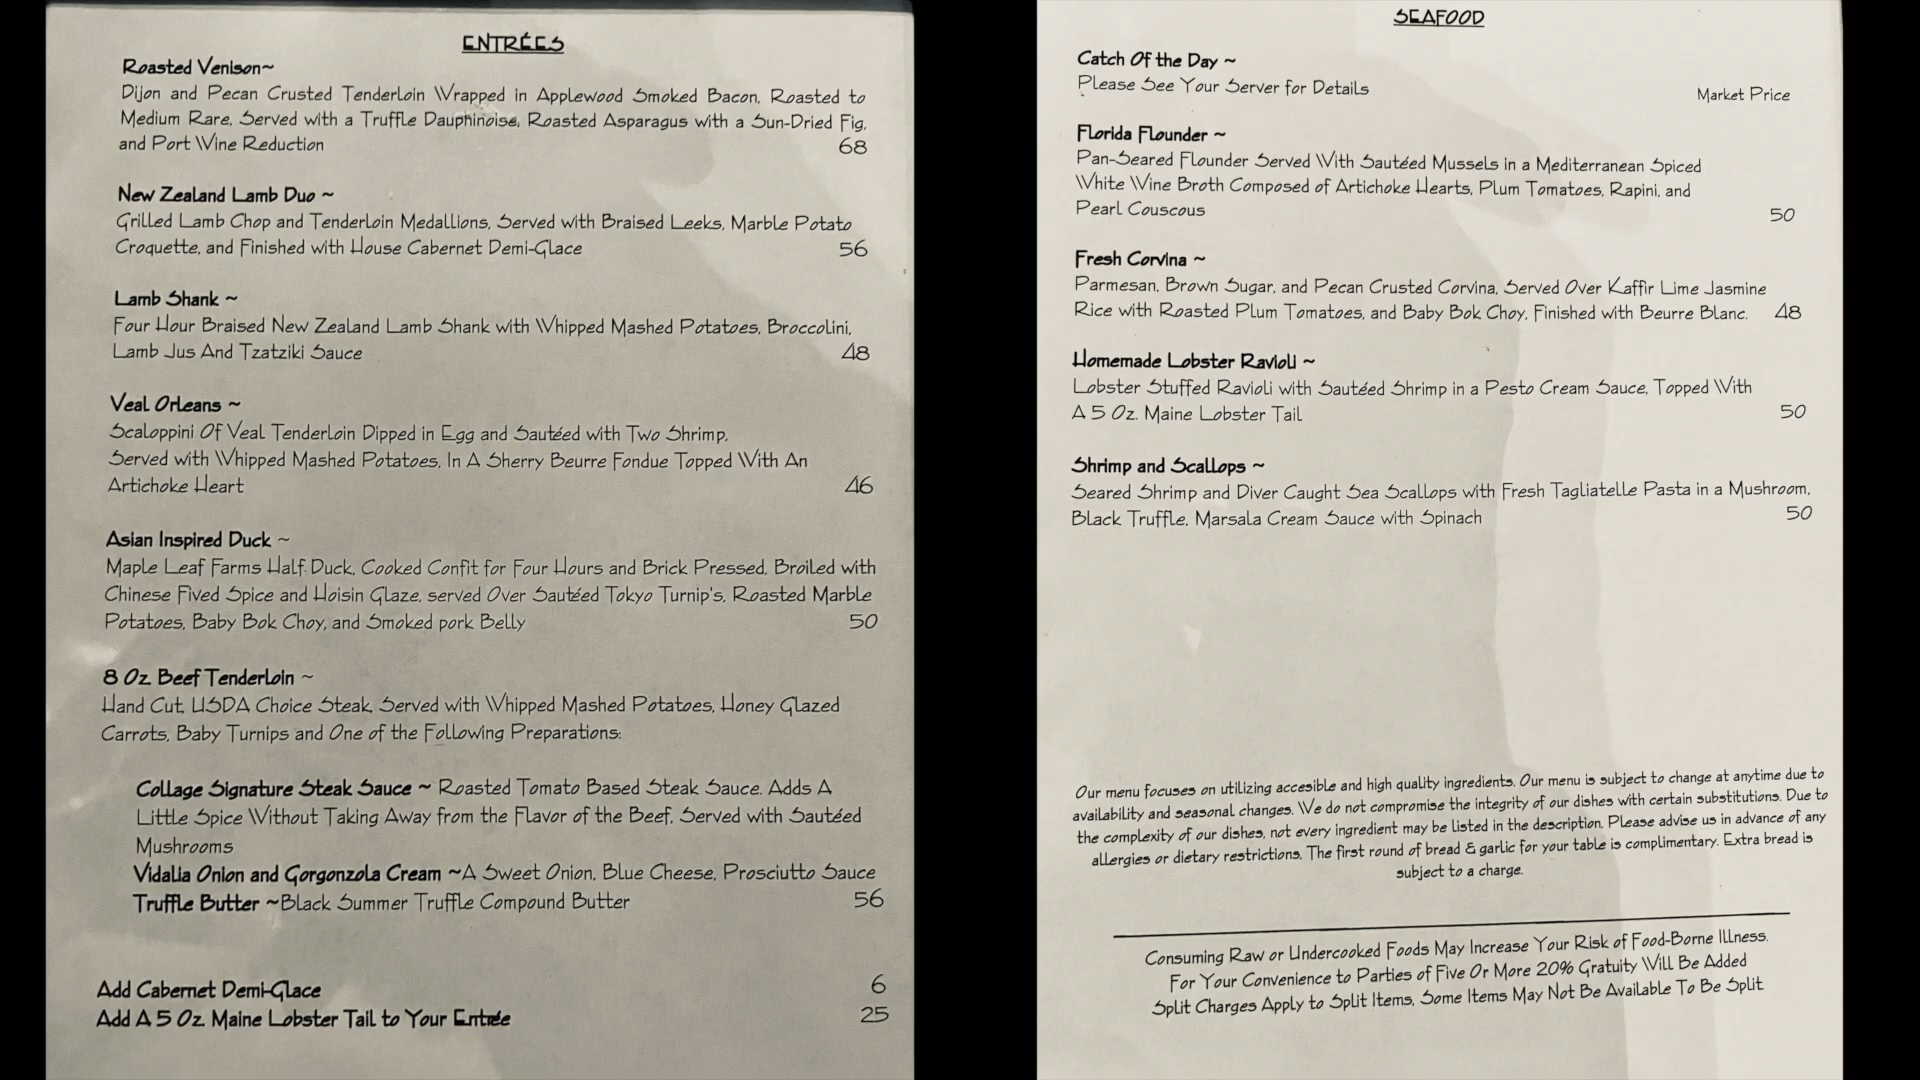 ENTRÉES
Roasted Venison~
Dijon and Pecan Crusted Tenderloin Wrapped in Applewood Smoked Bacon, Roasted to
Medium Rare, Served with a Truffle Dauphinoise, Roasted Asparagus with a Sun-Dried Fig,
and Port Wine Reduction 68
New Zealand Lamb Duo ~
Grilled Lamb Chop and Tenderloin Medallions, Served with Braised Leeks, Marble Potato
Croquette, and Finished with House Cabernet Demi-Glace 56
Lamb Shank ~
Four Hour Braised New Zealand Lamb Shank with Whipped Mashed Potatoes, Broccolini,
Lamb Jus And Tzatziki Sauce 48
Veal Orleans ~
Scaloppini Of Veal Tenderloin Dipped in Egg and Sautéed with Two Shrimp,
Served with Whipped Mashed Potatoes, In A Sherry Beurre Fondue Topped With An
Artichoke Heart 46
Asian Inspired Duck ~
Maple Leaf Farms Half Duck, Cooked Confit for Four Hours and Brick Pressed, Broiled with
Chinese Fived Spice and Hoisin Glaze, served Over Sautéed Tokyo Turnip's, Roasted Marble
Potatoes, Baby Bok Choy, and Smoked pork Belly 50
8 Oz. Beef Tenderloin ~
Hand Cut, USDA Choice Steak, Served with Whipped Mashed Potatoes, Honey Glazed
Carrots, Baby Turnips and One of the Following Preparations:
Collage Signature Steak Sauce ~ Roasted Tomato Based Steak Sauce. Adds A
Little Spice Without Taking Away from the Flavor of the Beef, Served with Sautéed
Mushrooms
Vidalia Onion and Gorgonzola Cream ~A Sweet Onion, Blue Cheese, Prosciutto Sauce
Truffle Butter ~Black Summer Truffle Compound Butter 56
Add Cabernet Demi-Glace 6
Add A 5 Oz. Maine Lobster Tail to Your Entrée 25
SEAFOOD
Catch Of the Day ~
Please See Your Server for Details Market Price
Florida Flounder ~
Pan-Seared Flounder Served With Sautéed Mussels in a Mediterranean Spiced
White Wine Broth Composed of Artichoke Hearts, Plum Tomatoes, Rapini, and
Pearl Couscous 50
Fresh Corvina ~
Parmesan, Brown Sugar, and Pecan Crusted Corvina, Served Over Kaffir Lime Jasmine
Rice with Roasted Plum Tomatoes, and Baby Bok Choy, Finished with Beurre Blanc. 48
Homemade Lobster Ravioli ~
Lobster Stuffed Ravioli with Sautéed Shrimp in a Pesto Cream Sauce, Topped With
A 5 Oz. Maine Lobster Tail 50
Shrimp and Scallops ~
Seared Shrimp and Diver Caught Sea Scallops with Fresh Tagliatelle Pasta in a Mushroom,
Black Truffle, Marsala Cream Sauce with Spinach 50
Our menu focuses on utilizing accesible and high quality ingredients. Our menu is subject to change at anytime due to
availability and seasonal changes. We do not compromise the integrity of our dishes with certain substitutions. Due to
the complexity of our dishes, not every ingredient may be listed in the description. Please advise us in advance of any
allergies or dietary restrictions. The first round of bread & garlic for your table is complimentary. Extra bread is
subject to a charge.
Consuming Raw or Undercooked Foods May Increase Your Risk of Food-Borne Illness.
For Your Convenience to Parties of Five Or More 20% Gratuity Will Be Added
Split Charges Apply to Split Items, Some Items May Not Be Available To Be Split